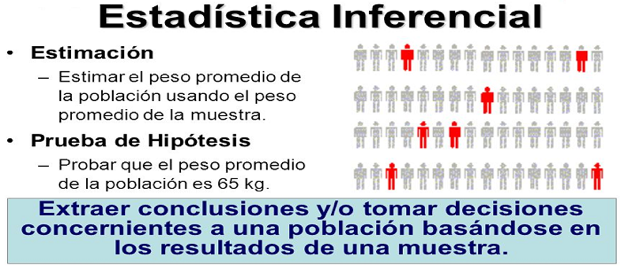 Estadística Inferencial
• Estimación
– Estimar el peso promedio de
la población usando el peso
promedio de la muestra.
• Prueba de Hipótesis
– Probar que el peso promedio
de la población es 65 kg.
Extraer conclusiones y/o tomar decisiones
concernientes a una población basándose en
los resultados de una muestra.